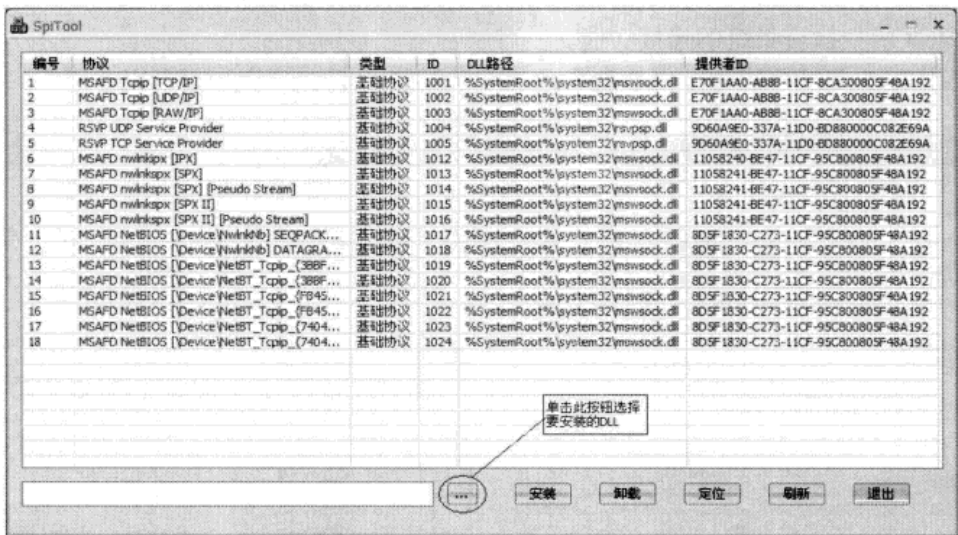 SpiTool
编号 协议 类型 ID DLL路径 提供者ID
1 MSAFD Tcpip [TCP/IP] 基础协议 1001 %SystemRoot%\system32\mswsock.dll E70F1AA0-AB8B-11CF-8CA300805F48A192
2 MSAFD Tcpip [UDP/IP] 基础协议 1002 %SystemRoot%\system32\mswsock.dll E70F1AA0-AB8B-11CF-8CA300805F48A192
3 MSAFD Tcpip [RAW/IP] 基础协议 1003 %SystemRoot%\system32\mswsock.dll E70F1AA0-AB8B-11CF-8CA300805F48A192
4 RSVP UDP Service Provider 基础协议 1004 %SystemRoot%\system32\rsvpsp.dll 9D60A9E0-337A-11D0-BD880000C082E69A
5 RSVP TCP Service Provider 基础协议 1005 %SystemRoot%\system32\rsvpsp.dll 9D60A9E0-337A-11D0-BD880000C082E69A
6 MSAFD nwlnkipx [IPX] 基础协议 1012 %SystemRoot%\system32\mswsock.dll 11058240-BE47-11CF-95C800805F48A192
7 MSAFD nwlnkspx [SPX] 基础协议 1013 %SystemRoot%\system32\mswsock.dll 11058241-BE47-11CF-95C800805F48A192
8 MSAFD nwlnkspx [SPX] [Pseudo Stream] 基础协议 1014 %SystemRoot%\system32\mswsock.dll 11058241-BE47-11CF-95C800805F48A192
9 MSAFD nwlnkspx [SPX II] 基础协议 1015 %SystemRoot%\system32\mswsock.dll 11058241-BE47-11CF-95C800805F48A192
10 MSAFD nwlnkspx [SPX II] [Pseudo Stream] 基础协议 1016 %SystemRoot%\system32\mswsock.dll 11058241-BE47-11CF-95C800805F48A192
11 MSAFD NetBIOS [\Device\NwlnkNb] SEQPACK... 基础协议 1017 %SystemRoot%\system32\mswsock.dll 8D5F1830-C273-11CF-95C800805F48A192
12 MSAFD NetBIOS [\Device\NwlnkNb] DATAGRA... 基础协议 1018 %SystemRoot%\system32\mswsock.dll 8D5F1830-C273-11CF-95C800805F48A192
13 MSAFD NetBIOS [\Device\NetBT_Tcpip_{3BBF... 基础协议 1019 %SystemRoot%\system32\mswsock.dll 8D5F1830-C273-11CF-95C800805F48A192
14 MSAFD NetBIOS [\Device\NetBT_Tcpip_{3BBF... 基础协议 1020 %SystemRoot%\system32\mswsock.dll 8D5F1830-C273-11CF-95C800805F48A192
15 MSAFD NetBIOS [\Device\NetBT_Tcpip_{FB45... 基础协议 1021 %SystemRoot%\system32\mswsock.dll 8D5F1830-C273-11CF-95C800805F48A192
16 MSAFD NetBIOS [\Device\NetBT_Tcpip_{FB45... 基础协议 1022 %SystemRoot%\system32\mswsock.dll 8D5F1830-C273-11CF-95C800805F48A192
17 MSAFD NetBIOS [\Device\NetBT_Tcpip_{7404... 基础协议 1023 %SystemRoot%\system32\mswsock.dll 8D5F1830-C273-11CF-95C800805F48A192
18 MSAFD NetBIOS [\Device\NetBT_Tcpip_{7404... 基础协议 1024 %SystemRoot%\system32\mswsock.dll 8D5F1830-C273-11CF-95C800805F48A192
单击此按钮选择
要安装的DLL
... 安装 卸载 定位 刷新 退出